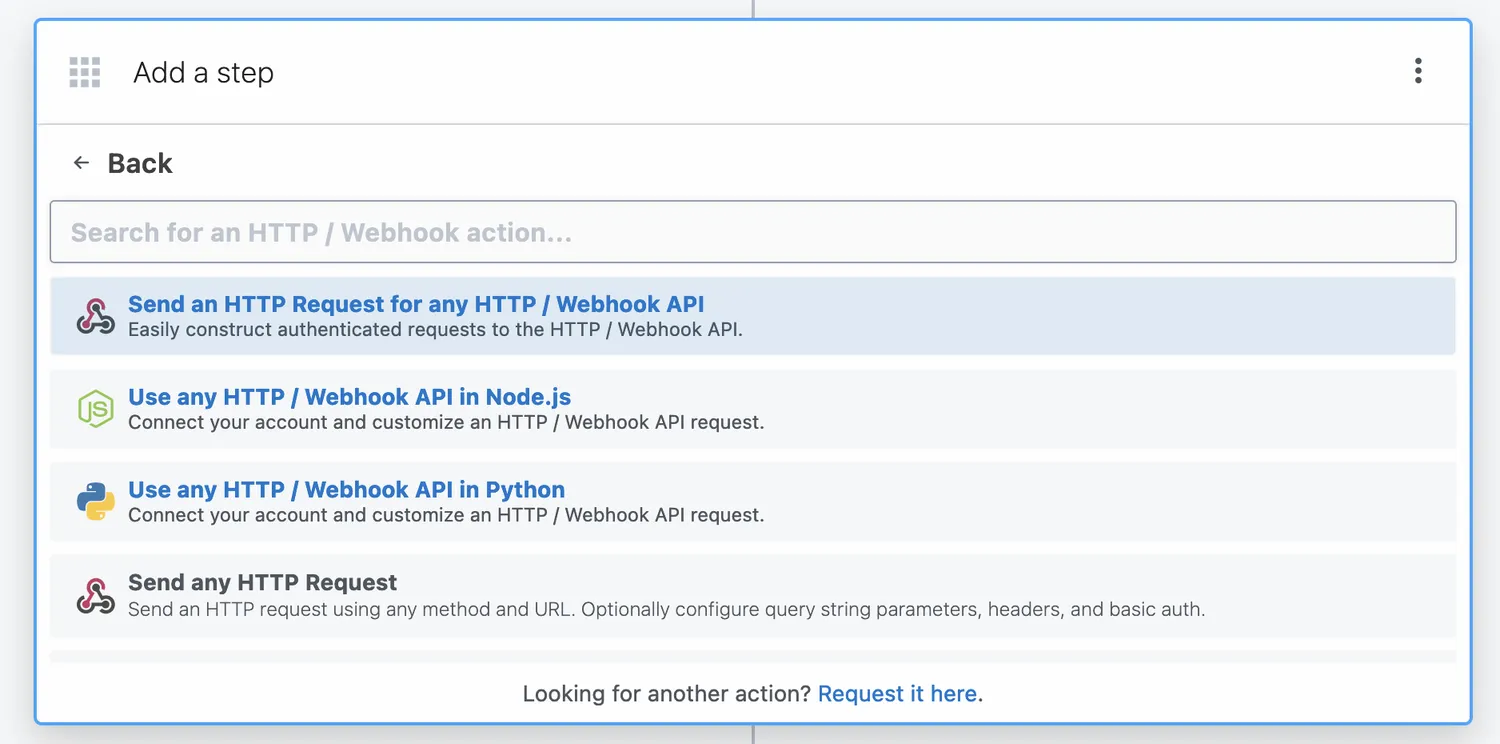 Add a step
Back
Search for an HTTP / Webhook action...
Send an HTTP Request for any HTTP / Webhook API
Easily construct authenticated requests to the HTTP / Webhook API.
JS
Use any HTTP / Webhook API in Node.js
Connect your account and customize an HTTP / Webhook API request.
Use any HTTP / Webhook API in Python
Connect your account and customize an HTTP / Webhook API request.
Send any HTTP Request
Send an HTTP request using any method and URL. Optionally configure query string parameters, headers, and basic auth.
Looking for another action? Request it here.